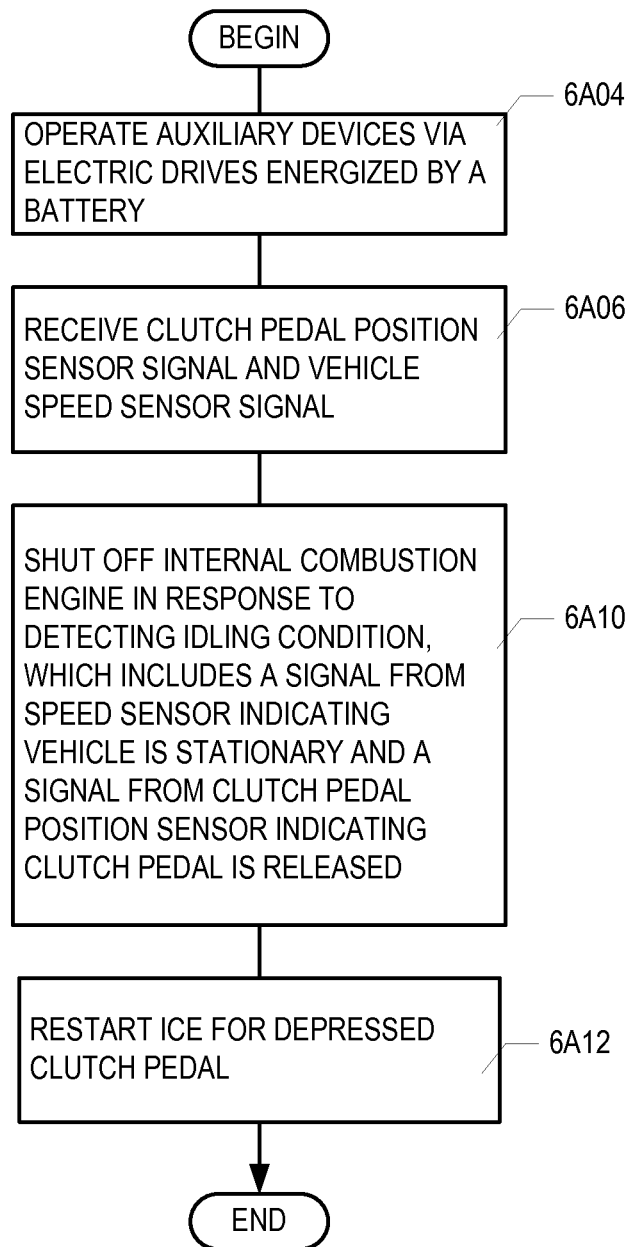 BEGIN
6A04
OPERATE AUXILIARY DEVICES VIA
ELECTRIC DRIVES ENERGIZED BY A
BATTERY
6A06
RECEIVE CLUTCH PEDAL POSITION
SENSOR SIGNAL AND VEHICLE
SPEED SENSOR SIGNAL
SHUT OFF INTERNAL COMBUSTION
ENGINE IN RESPONSE TO
DETECTING IDLING CONDITION,
WHICH INCLUDES A SIGNAL FROM
SPEED SENSOR INDICATING
VEHICLE IS STATIONARY AND A
SIGNAL FROM CLUTCH PEDAL
POSITION SENSOR INDICATING
CLUTCH PEDAL IS RELEASED
6A10
RESTART ICE FOR DEPRESSED
CLUTCH PEDAL
6A12
END